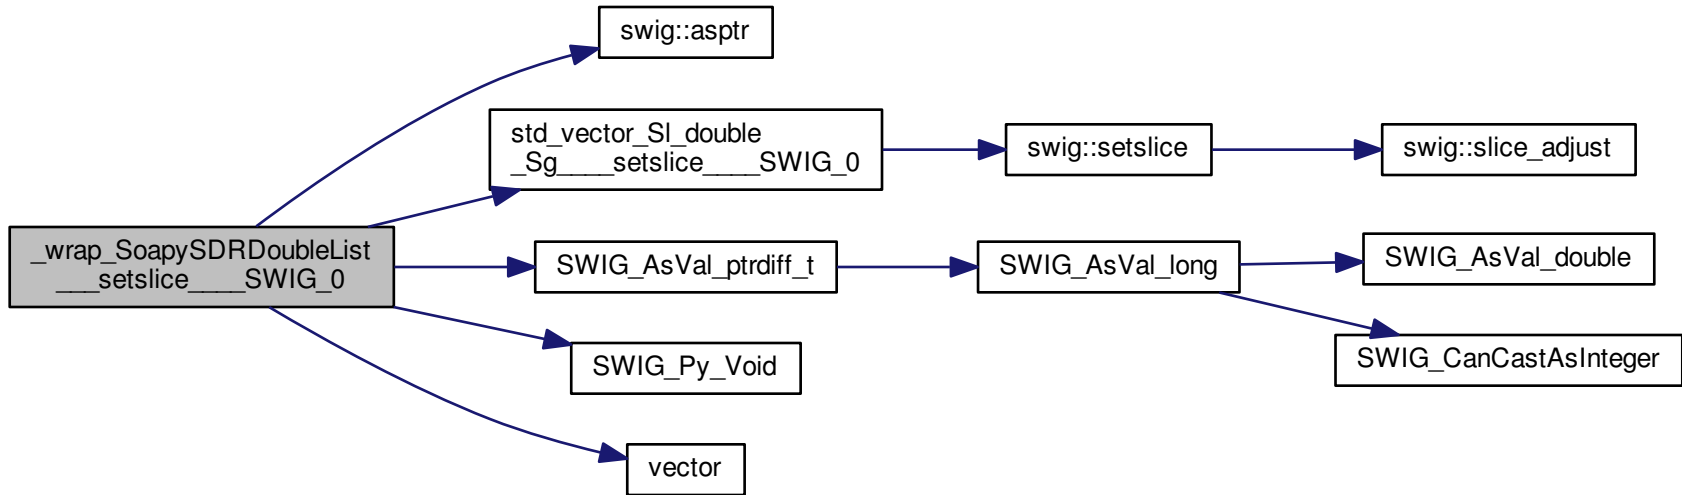 swig::asptr
std_vector_Sl_double
_Sg____setslice____SWIG_0
swig::setslice
swig::slice_adjust
_wrap_SoapySDRDoubleList
___setslice____SWIG_0
SWIG_AsVal_ptrdiff_t
SWIG_AsVal_long
SWIG_AsVal_double
SWIG_CanCastAsInteger
SWIG_Py_Void
vector